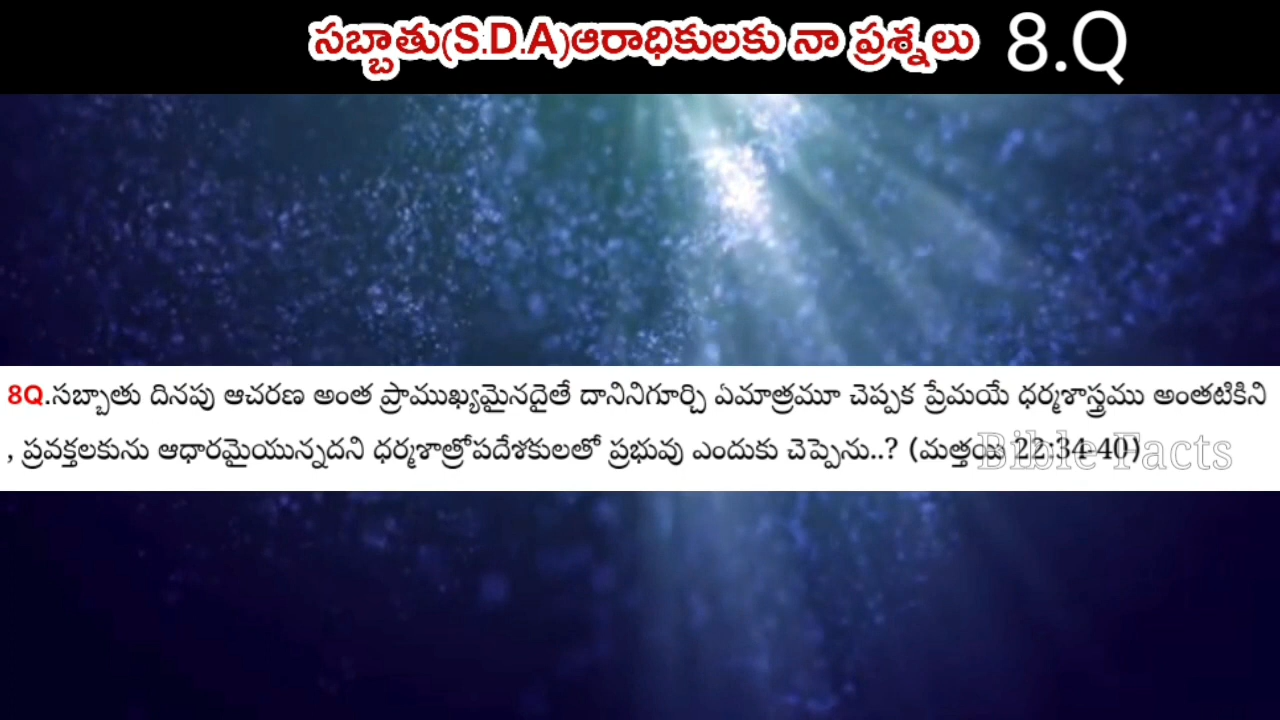 సబ్బాతు(S.D.A)ఆరాధికులకు నా ప్రశ్నలు 8.Q
8Q.సబ్బాతు దినపు ఆచరణ అంత ప్రాముఖ్యమైనదైతే దానినిగూర్చి ఏమాత్రమూ చెప్పక ప్రేమయే ధర్మశాస్త్రము అంతటికిని
, ప్రవక్తలకును ఆధారమైయున్నదని ధర్మశాత్రోపదేశకులతో ప్రభువు ఎందుకు చెప్పెను..? (మత్తయి 22:34-40)
Bible Facts